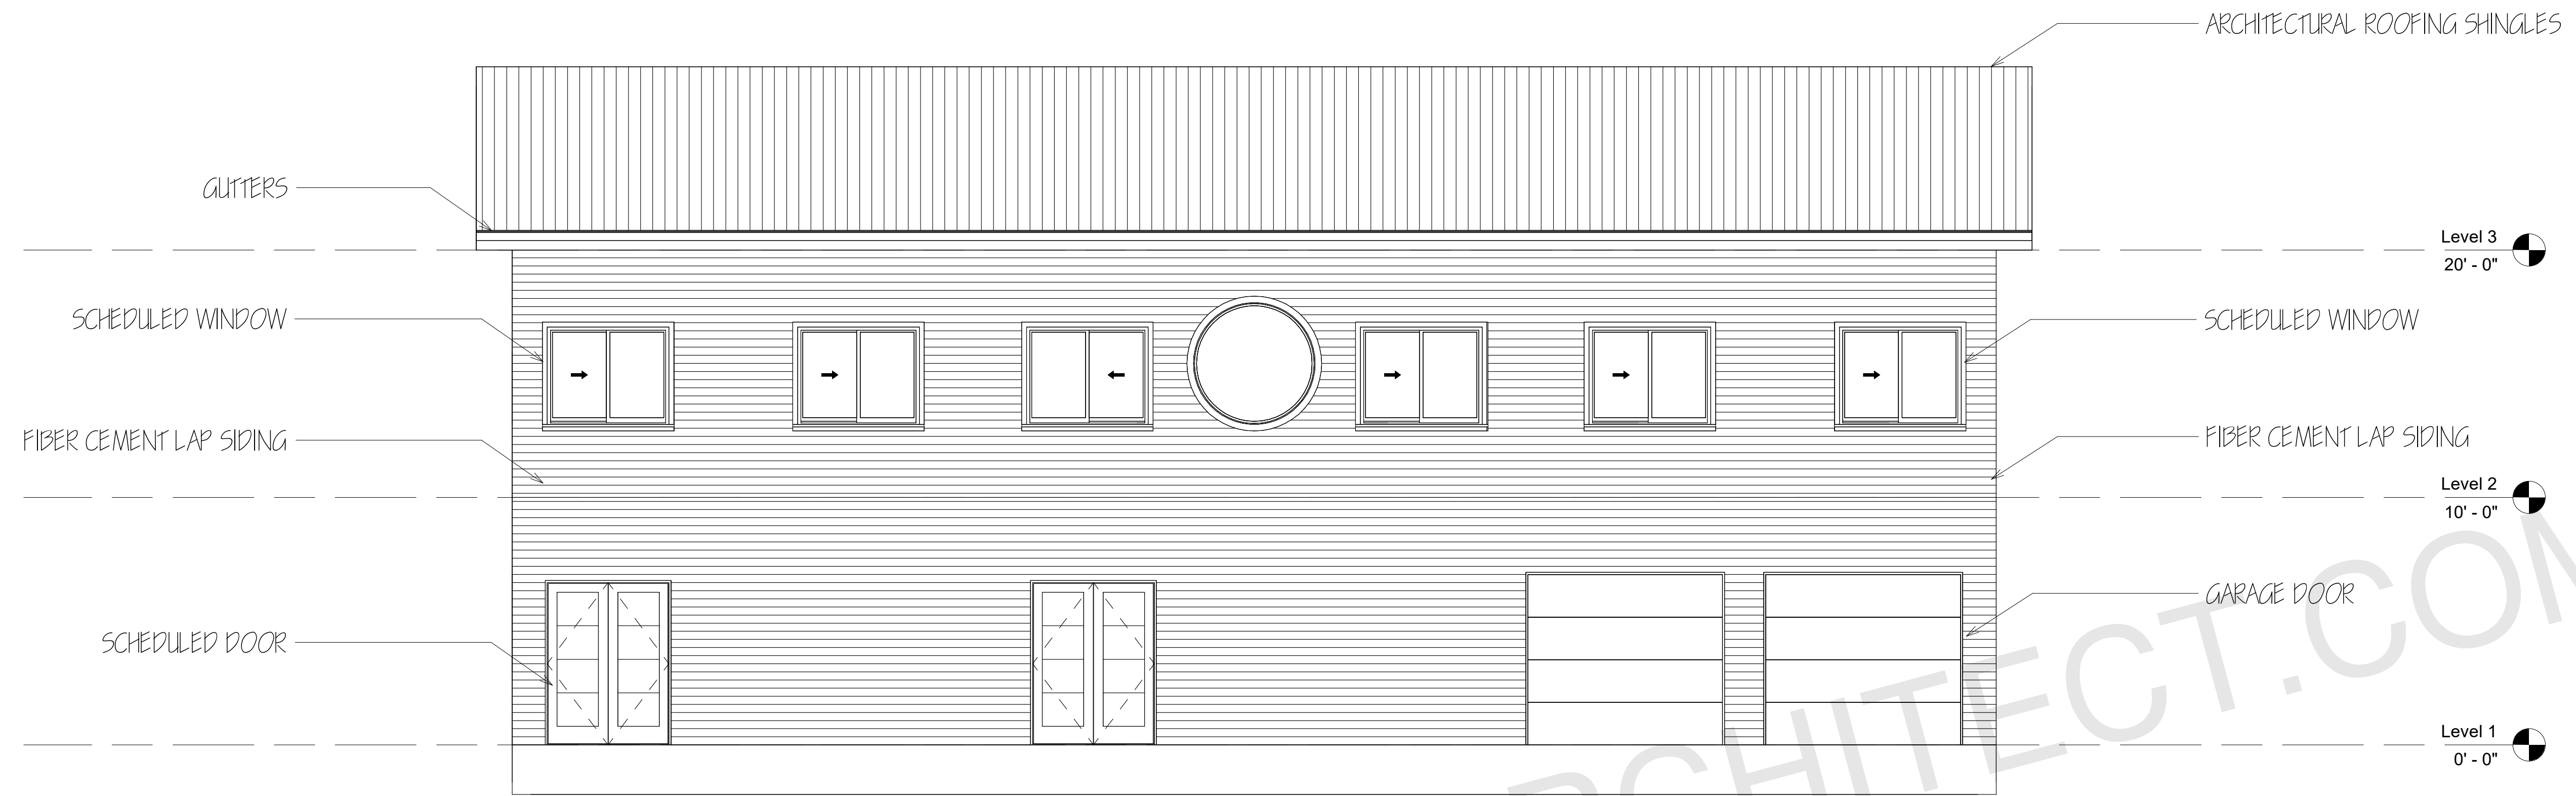 ARCHITECTURAL ROOFING SHINGLES
GUTTERS
Level 3
20' - 0"
SCHEDULED WINDOW
SCHEDULED WINDOW
FIBER CEMENT LAP SIDING
FIBER CEMENT LAP SIDING
Level 2
10' - 0"
GARAGE DOOR
SCHEDULED DOOR
Level 1
0' - 0"
RCHITECT.COM